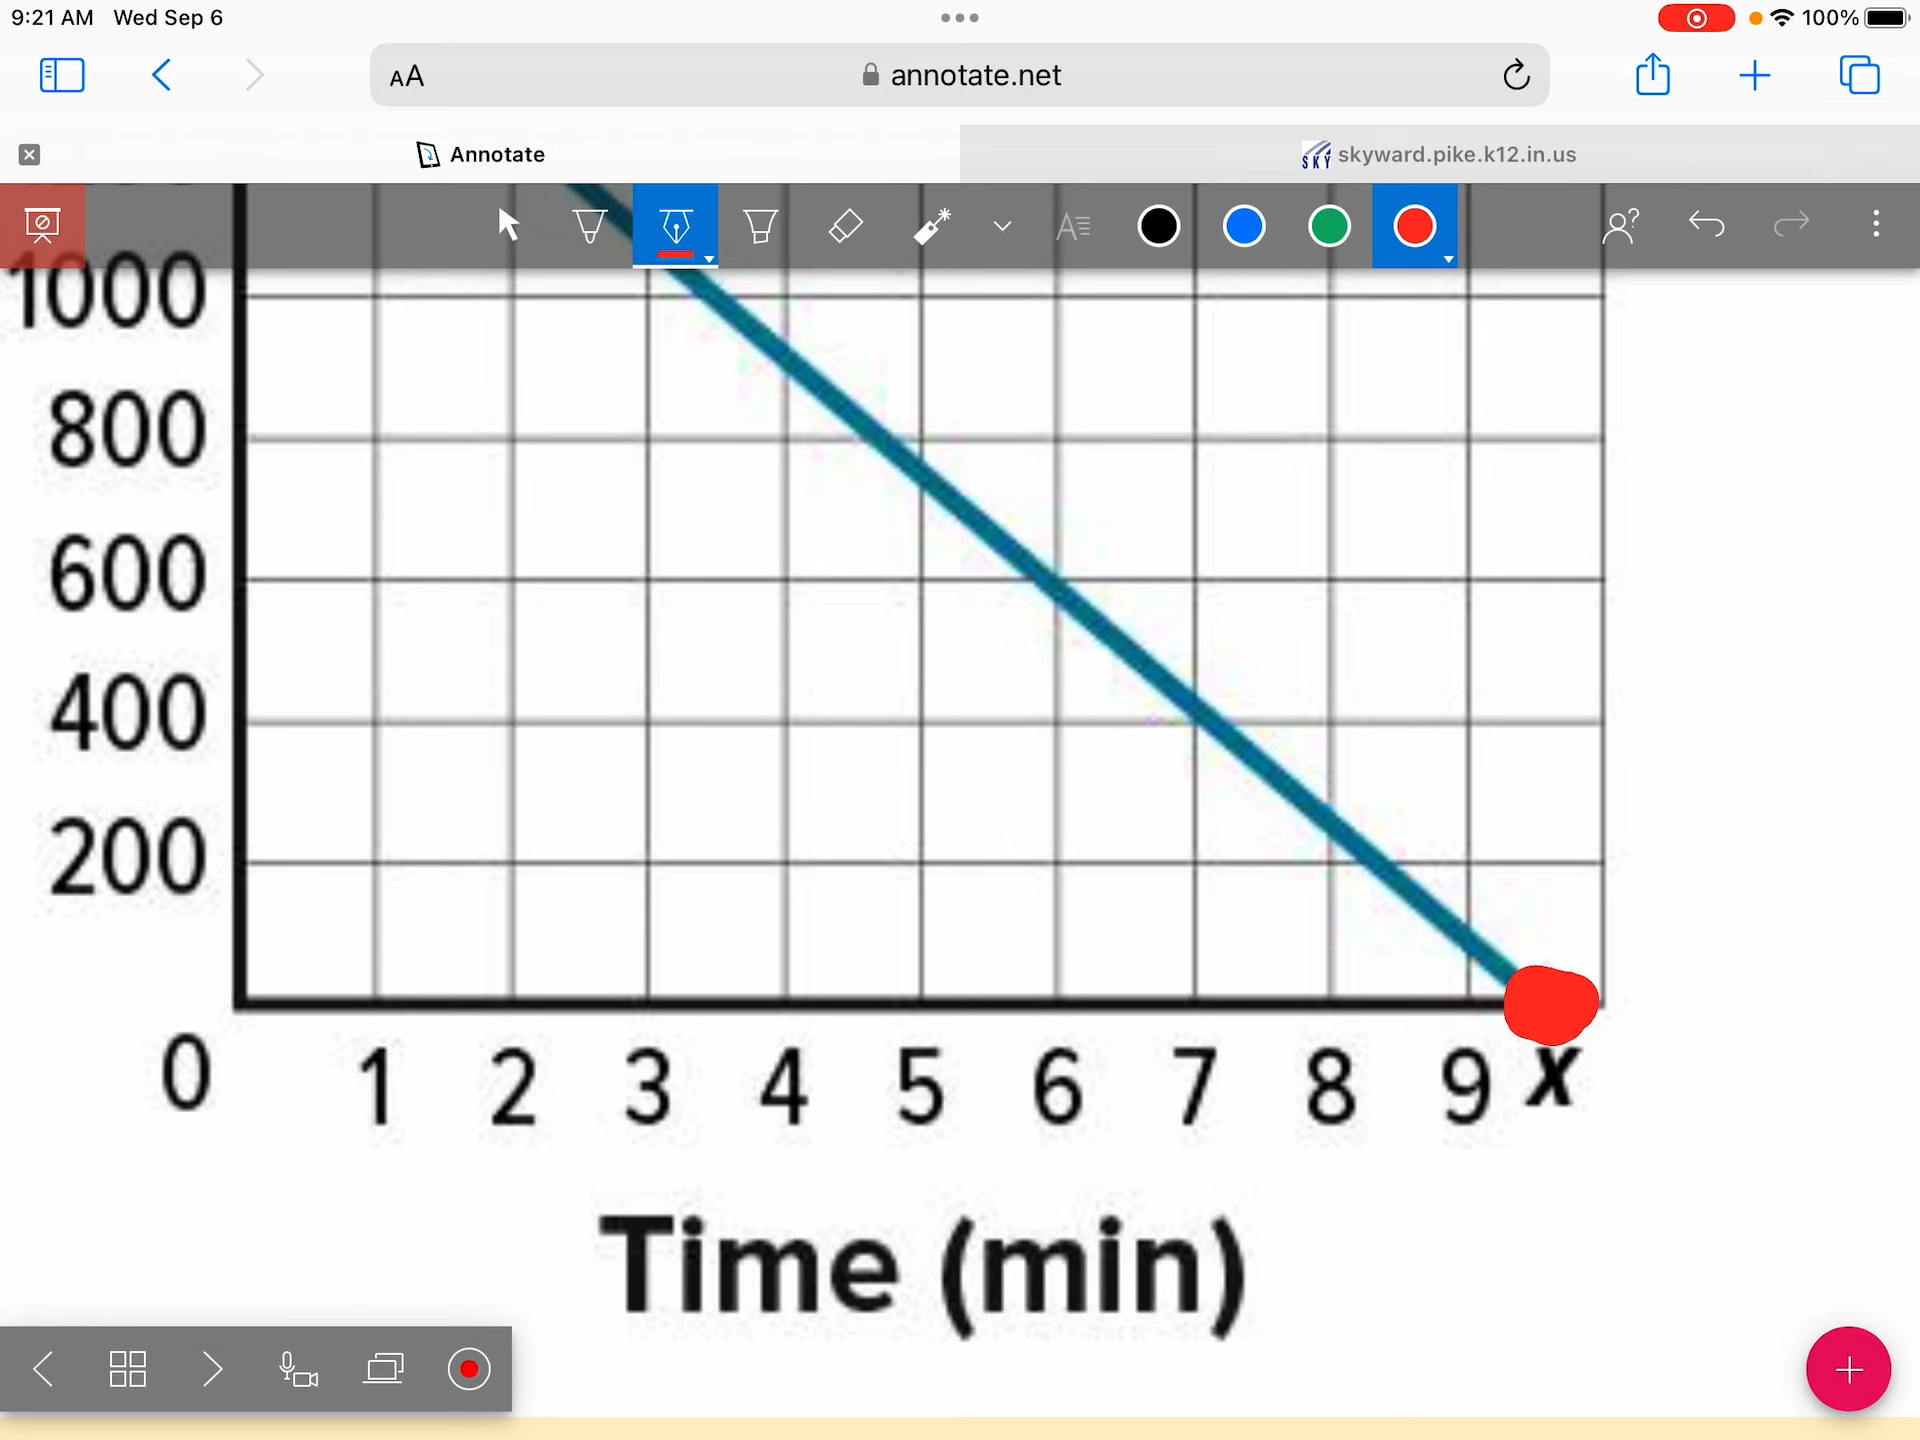 9:21 AM Wed Sep 6
100%
AA
annotate.net
Annotate
SKY skyward.pike.k12.in.us
A
1000
800
600
400
200
0 1 2 3 4 5 6 7 8 9 x
Time (min)